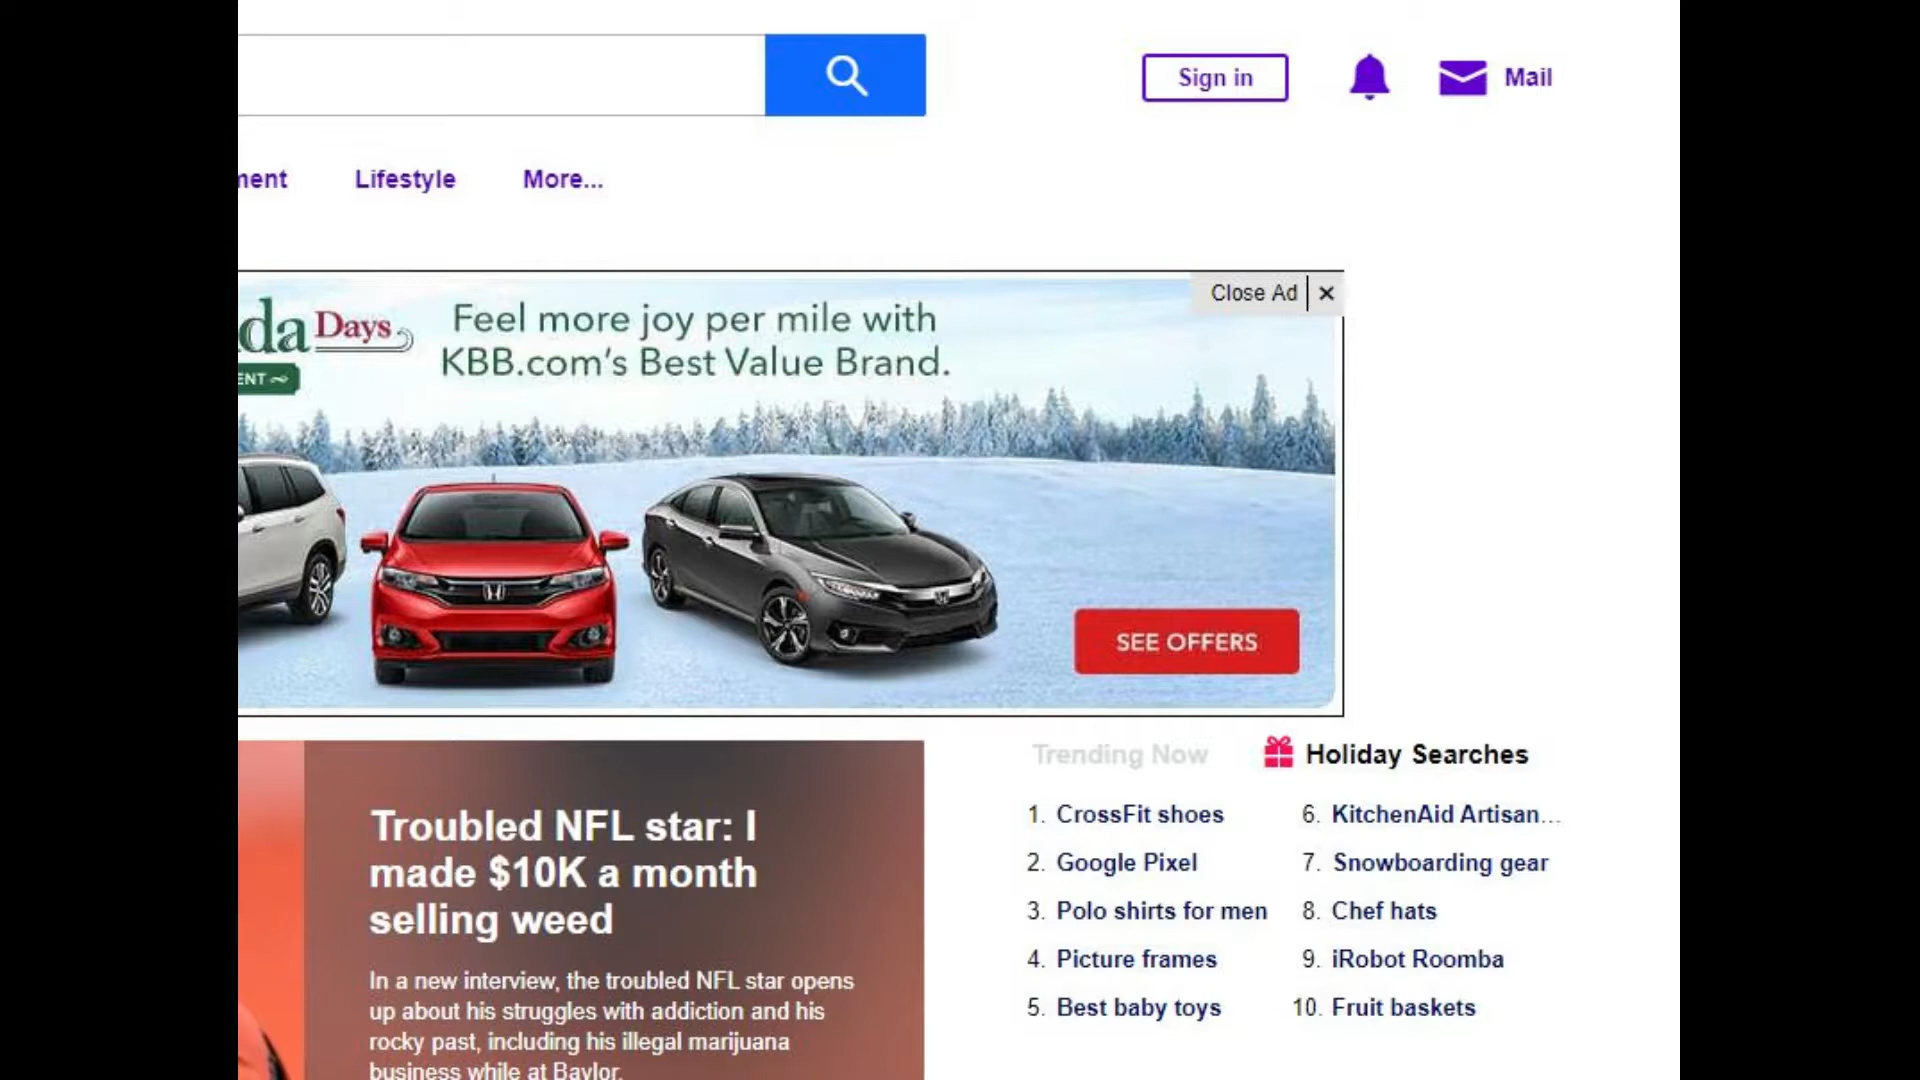 Sign in
Mail
Lifestyle
More...
Close Ad
Days
Feel more joy per mile with
KBB.com's Best Value Brand.
SEE OFFERS
Trending Now
Holiday Searches
1. CrossFit shoes
2. Google Pixel
3. Polo shirts for men
4. Picture frames
5. Best baby toys
6. KitchenAid Artisan...
7. Snowboarding gear
8. Chef hats
9. iRobot Roomba
10. Fruit baskets
Troubled NFL star: I
made $10K a month
selling weed
In a new interview, the troubled NFL star opens
up about his struggles with addiction and his
rocky past, including his illegal marijuana
business while at Baylor.